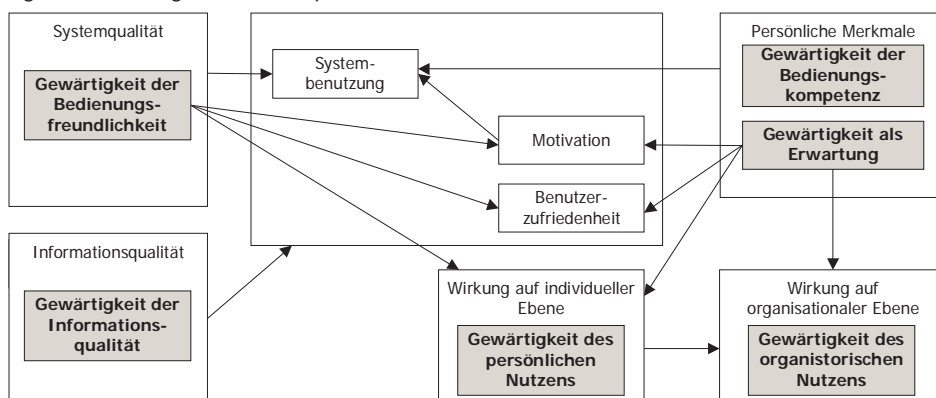 Systemqualität
Gewärtigkeit der
Bedienungs-
freundlichkeit
System-
benutzung
Motivation
Benutzer-
zufriedenheit
Persönliche Merkmale
Gewärtigkeit der
Bedienungs-
kompetenz
Gewärtigkeit als
Erwartung
Informationsqualität
Gewärtigkeit der
Informations-
qualität
Wirkung auf individueller
Ebene
Gewärtigkeit des
persönlichen
Nutzens
Wirkung auf
organisationaler Ebene
Gewärtigkeit des
organistorischen
Nutzens